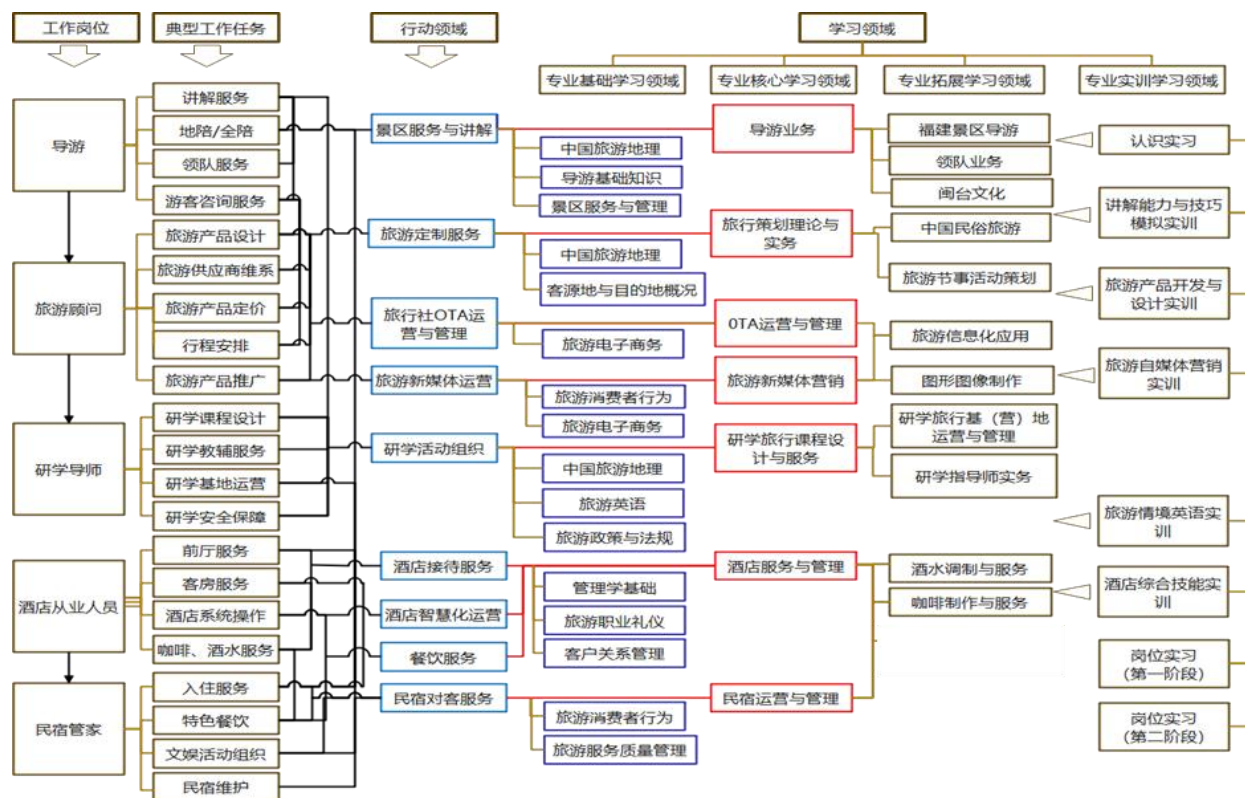 工作岗位
典型工作任务
行动领域
学习领域
专业基础学习领域
专业核心学习领域
专业拓展学习领域
专业实训学习领域
导游
旅游顾问
研学导师
酒店从业人员
民宿管家
讲解服务
地陪/全陪
领队服务
游客咨询服务
旅游产品设计
旅游供应商维系
旅游产品定价
行程安排
旅游产品推广
研学课程设计
研学教辅服务
研学基地运营
研学安全保障
前厅服务
客房服务
酒店系统操作
咖啡、酒水服务
入住服务
特色餐饮
文娱活动组织
民宿维护
景区服务与讲解
旅游定制服务
旅行社OTA运
营与管理
旅游新媒体运营
研学活动组织
酒店接待服务
酒店智慧化运营
餐饮服务
民宿对客服务
中国旅游地理
导游基础知识
景区服务与管理
中国旅游地理
客源地与目的地概况
旅游电子商务
旅游消费者行为
旅游电子商务
中国旅游地理
旅游英语
旅游政策与法规
管理学基础
旅游职业礼仪
客户关系管理
旅游消费者行为
旅游服务质量管理
导游业务
旅行策划理论与
实务
OTA运营与管理
旅游新媒体营销
研学旅行课程设
计与服务
酒店服务与管理
民宿运营与管理
福建景区导游
领队业务
闽台文化
中国民俗旅游
旅游节事活动策划
旅游信息化应用
图形图像制作
研学旅行基（营）地
运营与管理
研学指导师实务
酒水调制与服务
咖啡制作与服务
认识实习
讲解能力与技巧
模拟实训
旅游产品开发与
设计实训
旅游自媒体营销
实训
旅游情境英语实
训
酒店综合技能实
训
岗位实习
(第一阶段)
岗位实习
(第二阶段)